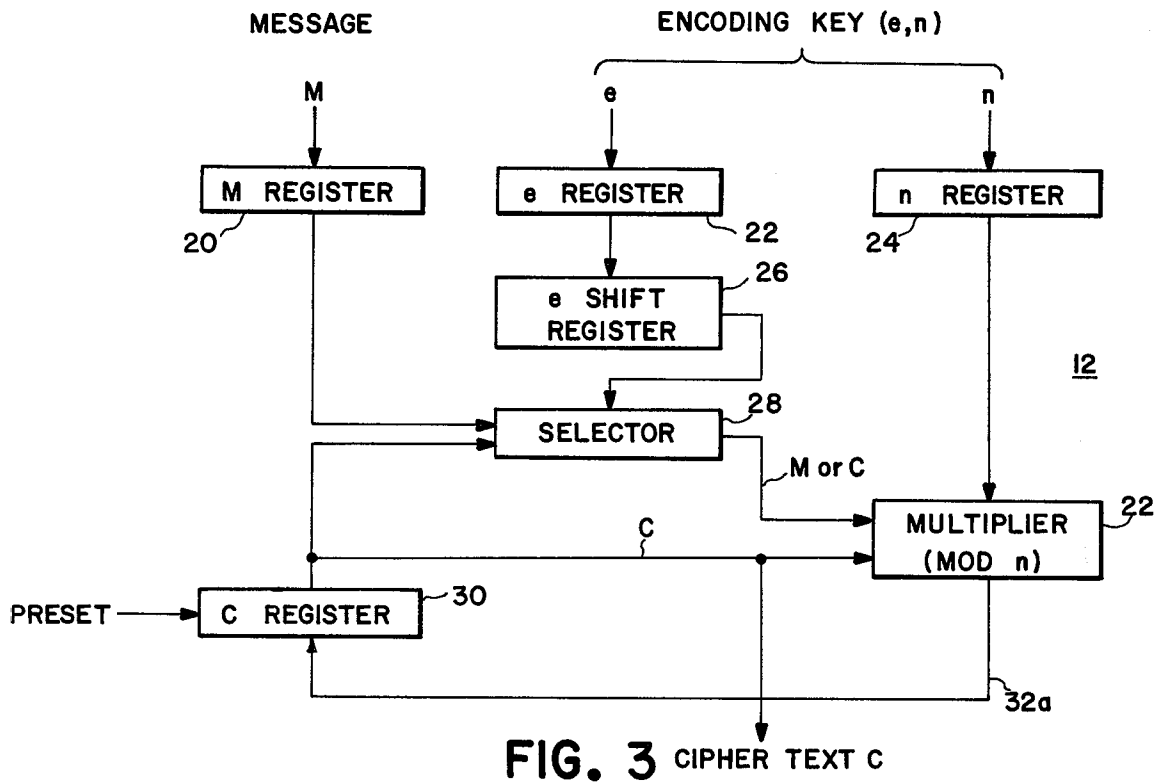 MESSAGE
ENCODING KEY (e,n)
M
e
n
M REGISTER
e REGISTER
n REGISTER
20
22
24
e SHIFT
REGISTER
26
12
SELECTOR
28
M or C
MULTIPLIER
(MOD n)
22
C
PRESET
C REGISTER
30
32a
FIG. 3
CIPHER TEXT C